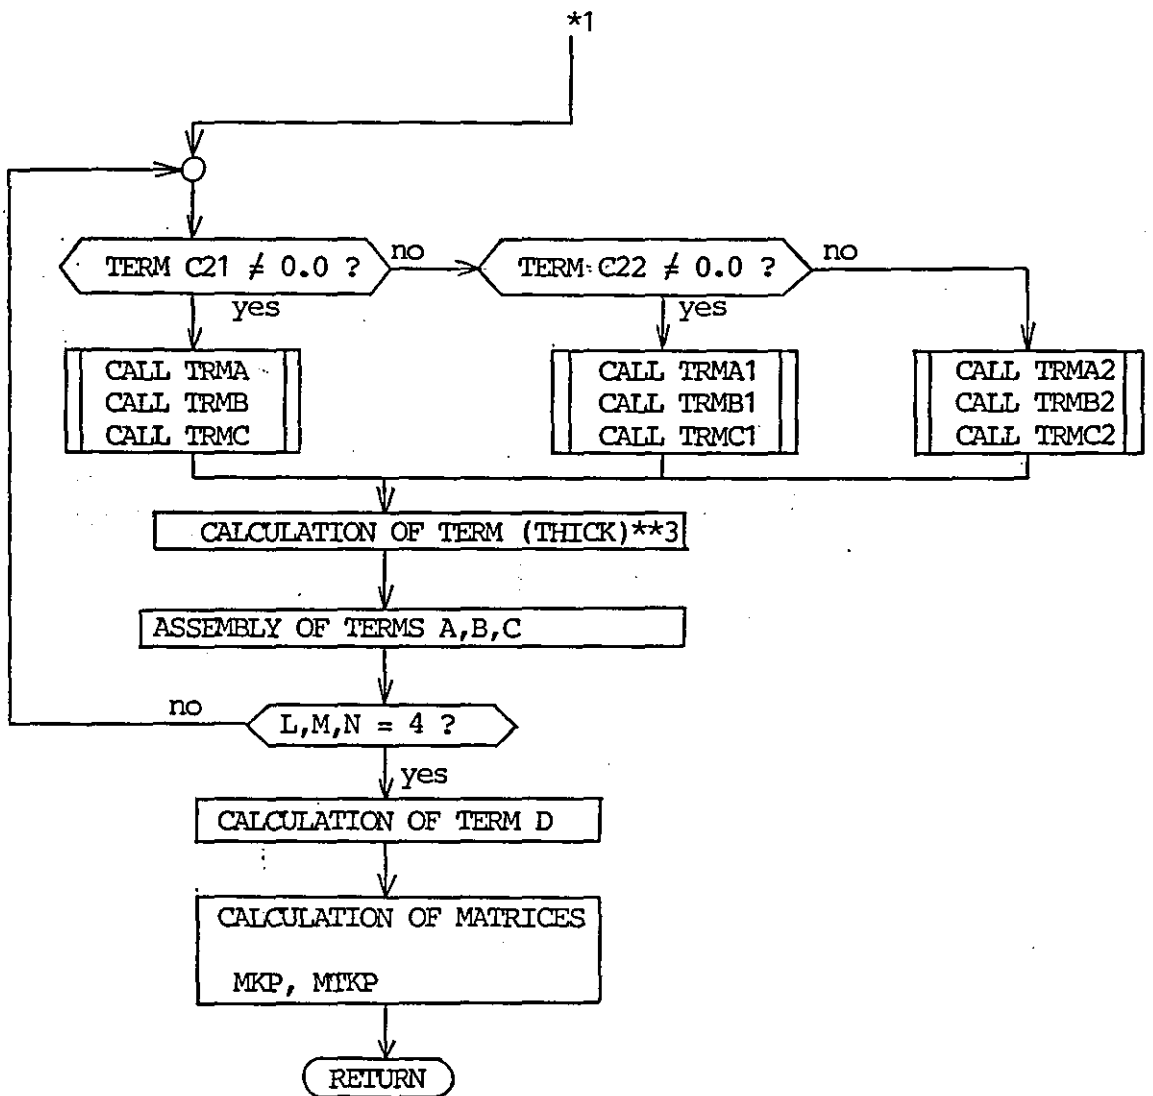 *1
TERM C21 ≠ 0.0 ?
no
TERM C22 ≠ 0.0 ?
no
yes
yes
CALL TRMA
CALL TRMB
CALL TRMC
CALL TRMA1
CALL TRMB1
CALL TRMC1
CALL TRMA2
CALL TRMB2
CALL TRMC2
CALCULATION OF TERM (THICK)**3
ASSEMBLY OF TERMS A,B,C
no
L,M,N = 4 ?
yes
CALCULATION OF TERM D
CALCULATION OF MATRICES
MKP, MTKP
RETURN